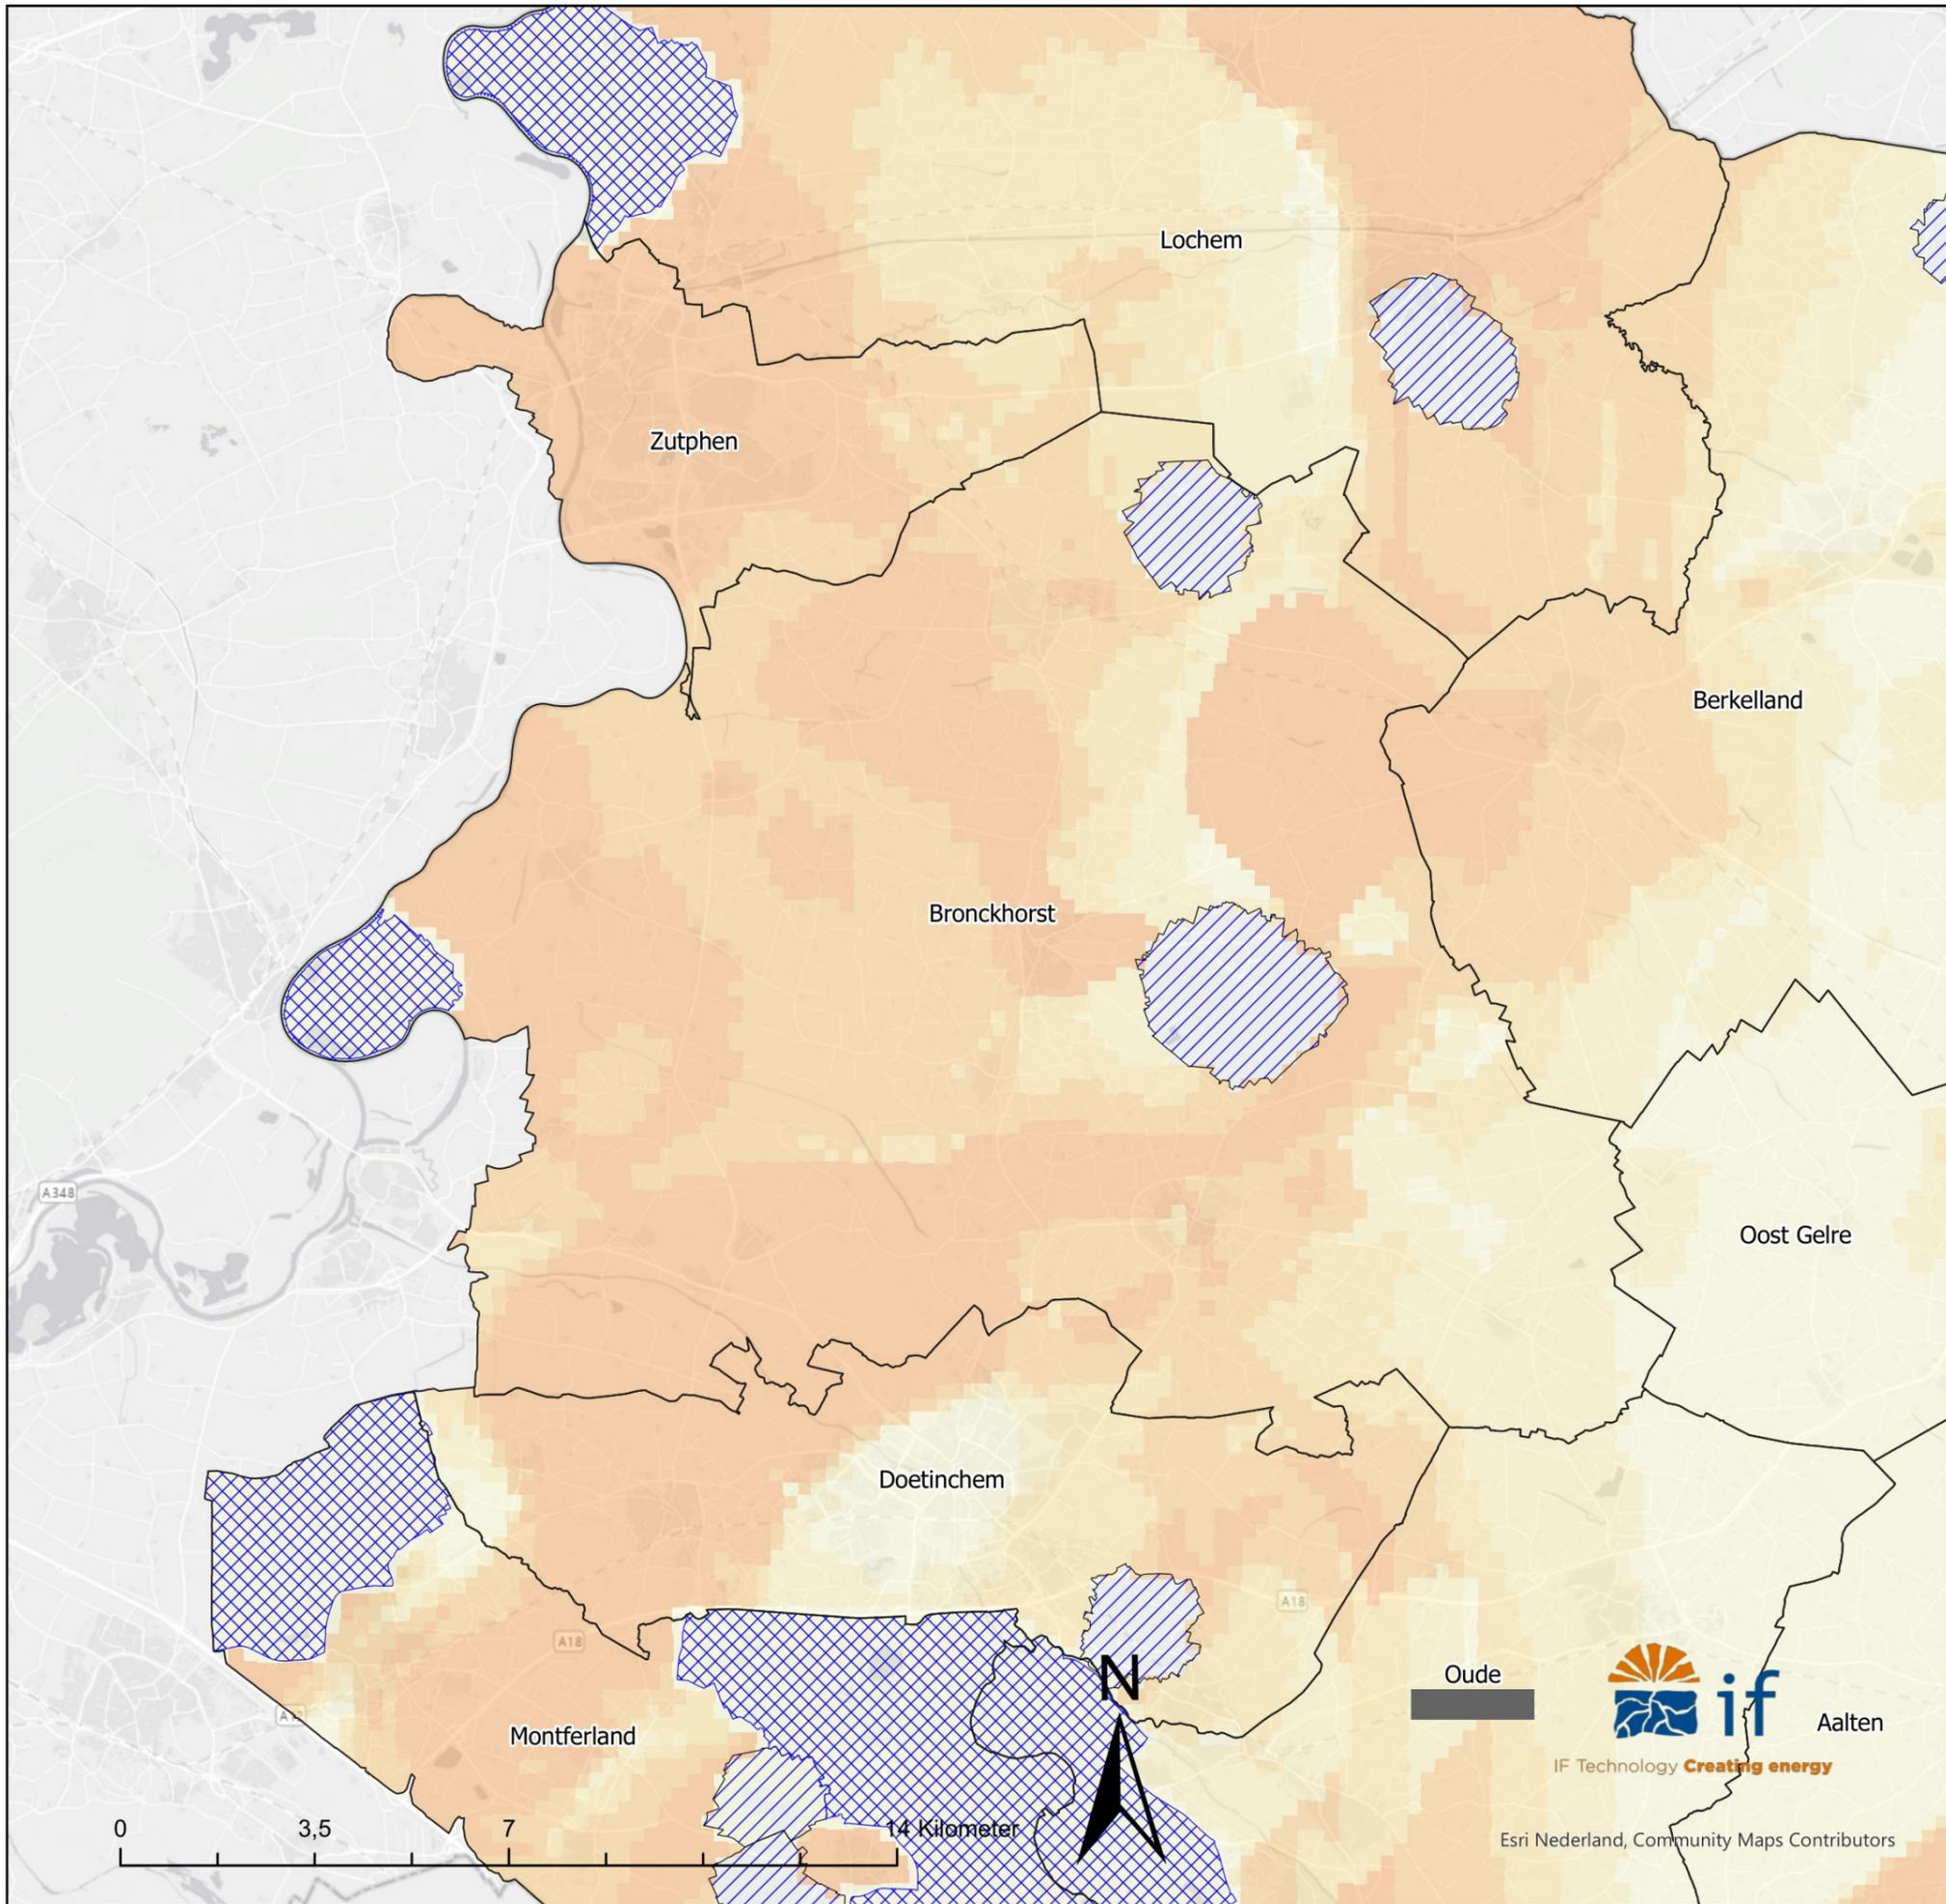 Lochem
Zutphen
Berkelland
Bronckhorst
A348
Oost Gelre
Doetinchem
A18
A18
Oude
N
if
Montferland
Aalten
IF Technology Creating energy
0 3,5 7 14 Kilometer
Esri Nederland, Community Maps Contributors